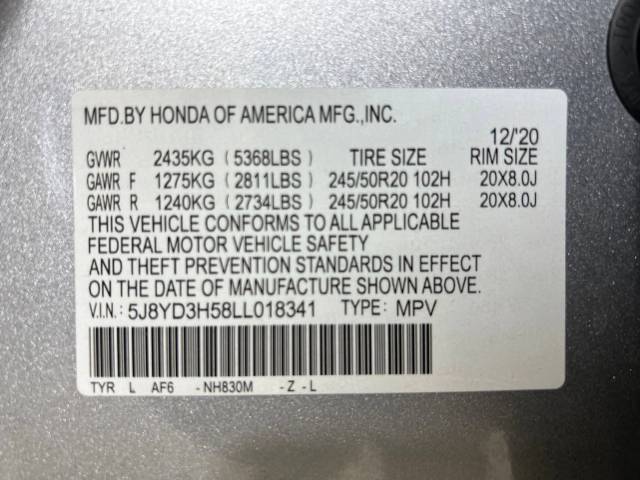 MFD.BY HONDA OF AMERICA MFG.,INC.
12/'20
GVWR 2435KG (5368LBS) TIRE SIZE RIM SIZE
GAWR F 1275KG (2811LBS) 245/50R20 102H 20X8.0J
GAWR R 1240KG (2734LBS) 245/50R20 102H 20X8.0J
THIS VEHICLE CONFORMS TO ALL APPLICABLE
FEDERAL MOTOR VEHICLE SAFETY
AND THEFT PREVENTION STANDARDS IN EFFECT
ON THE DATE OF MANUFACTURE SHOWN ABOVE.
V.I.N.: 5J8YD3H58LL018341 TYPE: MPV
TYR L AF6 -NH830M -Z-L